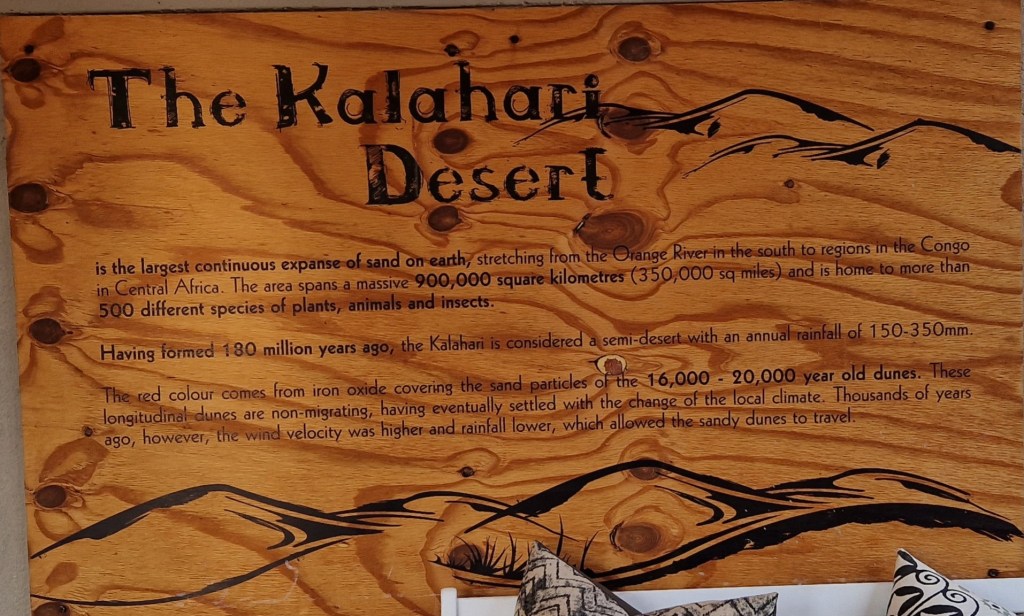 The Kalahari
Desert
is the largest continuous expanse of sand on earth, stretching from the Orange River in the south to regions in the Congo
in Central Africa. The area spans a massive 900,000 square kilometres (350,000 sq miles) and is home to more than
500 different species of plants, animals and insects.
Having formed 180 million years ago, the Kalahari is considered a semi-desert with an annual rainfall of 150-350mm.
The red colour comes from iron oxide covering the sand particles of the 16,000 - 20,000 year old dunes. These
longitudinal dunes are non-migrating, having eventually settled with the change of the local climate. Thousands of years
ago, however, the wind velocity was higher and rainfall lower, which allowed the sandy dunes to travel.